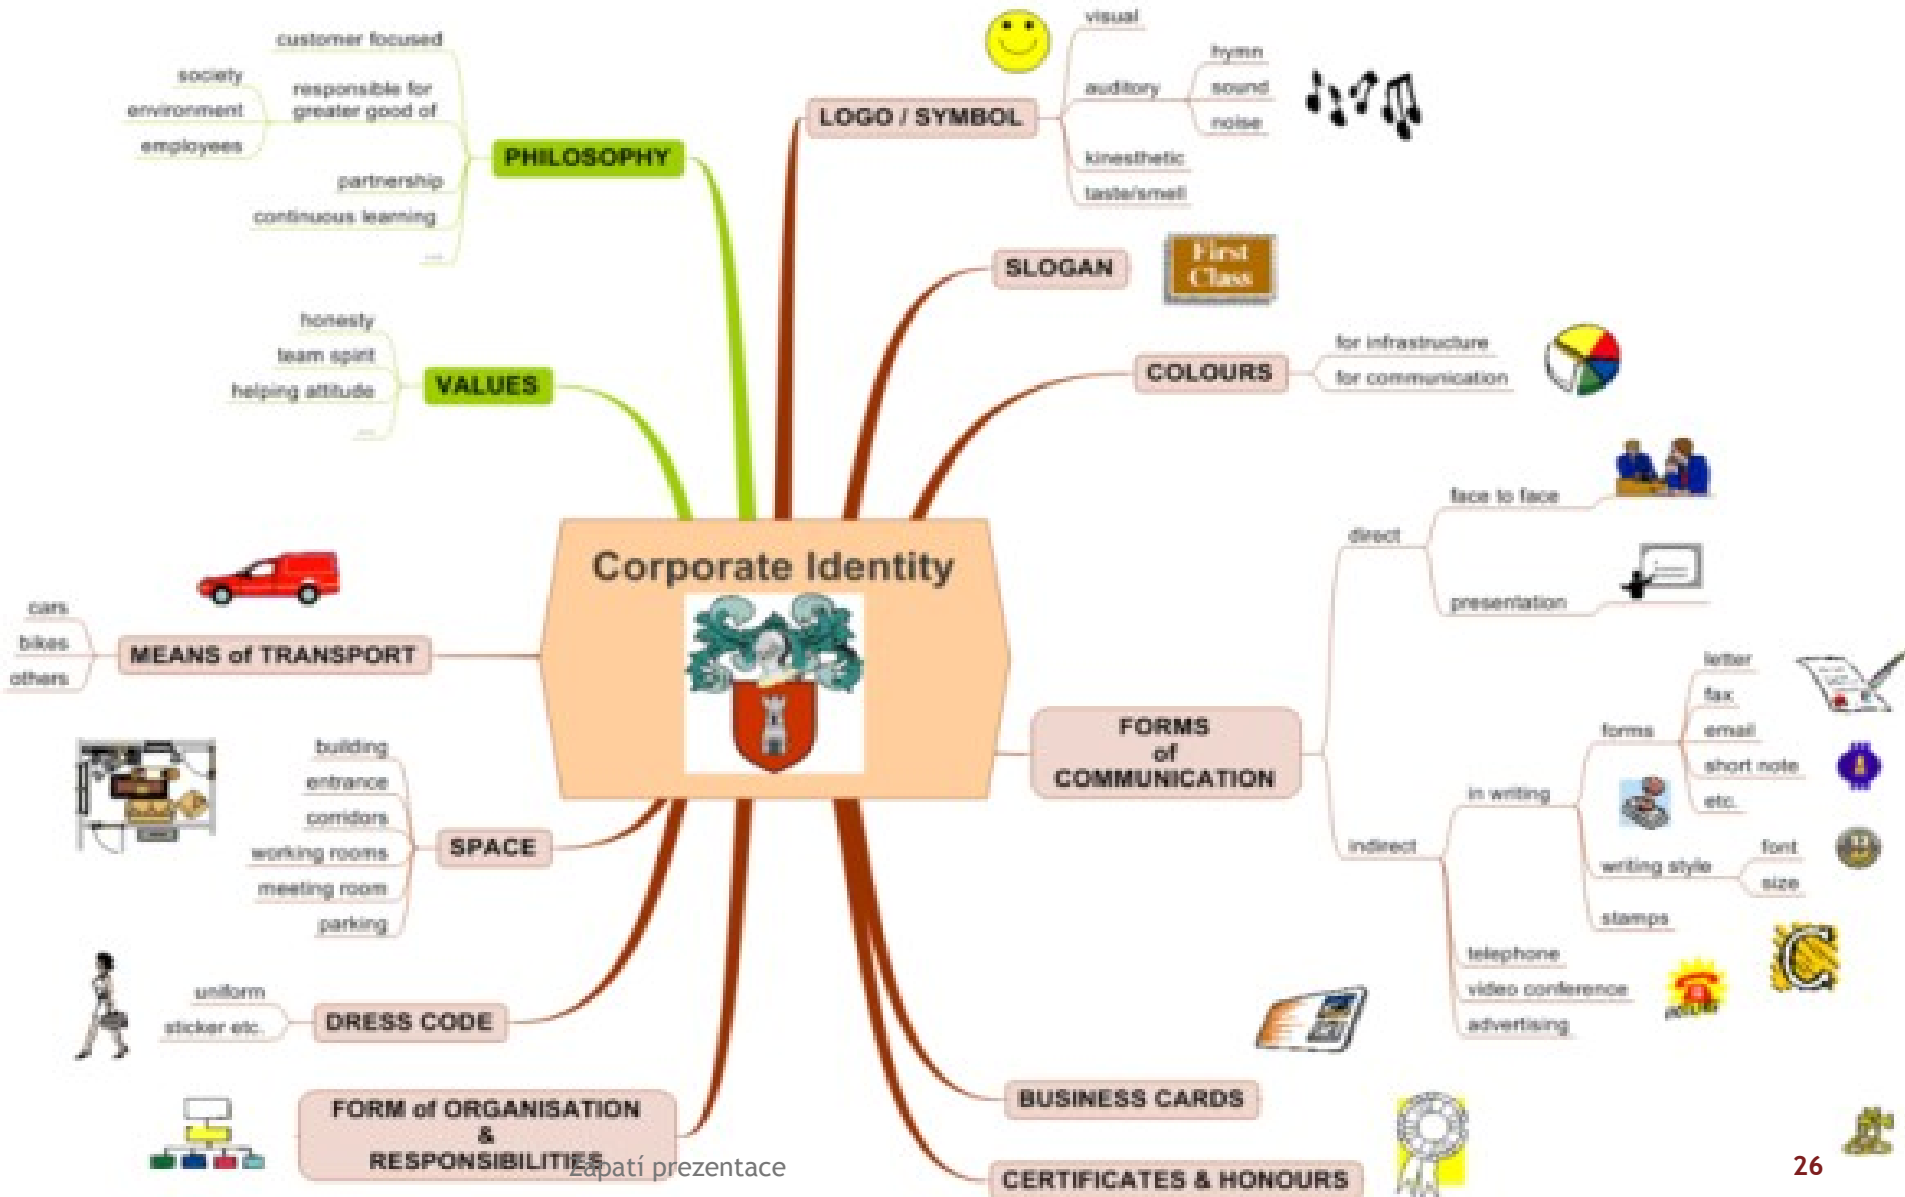 Corporate Identity
LOGO / SYMBOL
visual
auditory
hymn
sound
noise
kinesthetic
taste/smell
SLOGAN
First
Class
COLOURS
for infrastructure
for communication
FORMS
of
COMMUNICATION
direct
face to face
presentation
indirect
in writing
forms
letter
fax
email
short note
etc.
writing style
font
size
stamps
telephone
video conference
advertising
C
BUSINESS CARDS
CERTIFICATES & HONOURS
FORM of ORGANISATION
&
RESPONSIBILITIES
DRESS CODE
uniform
sticker etc.
SPACE
building
entrance
corridors
working rooms
meeting room
parking
MEANS of TRANSPORT
cars
bikes
others
VALUES
honesty
team spirit
helping attitude
...
PHILOSOPHY
customer focused
responsible for
greater good of
society
environment
employees
partnership
continuous learning
...
Zápatí prezentace
26